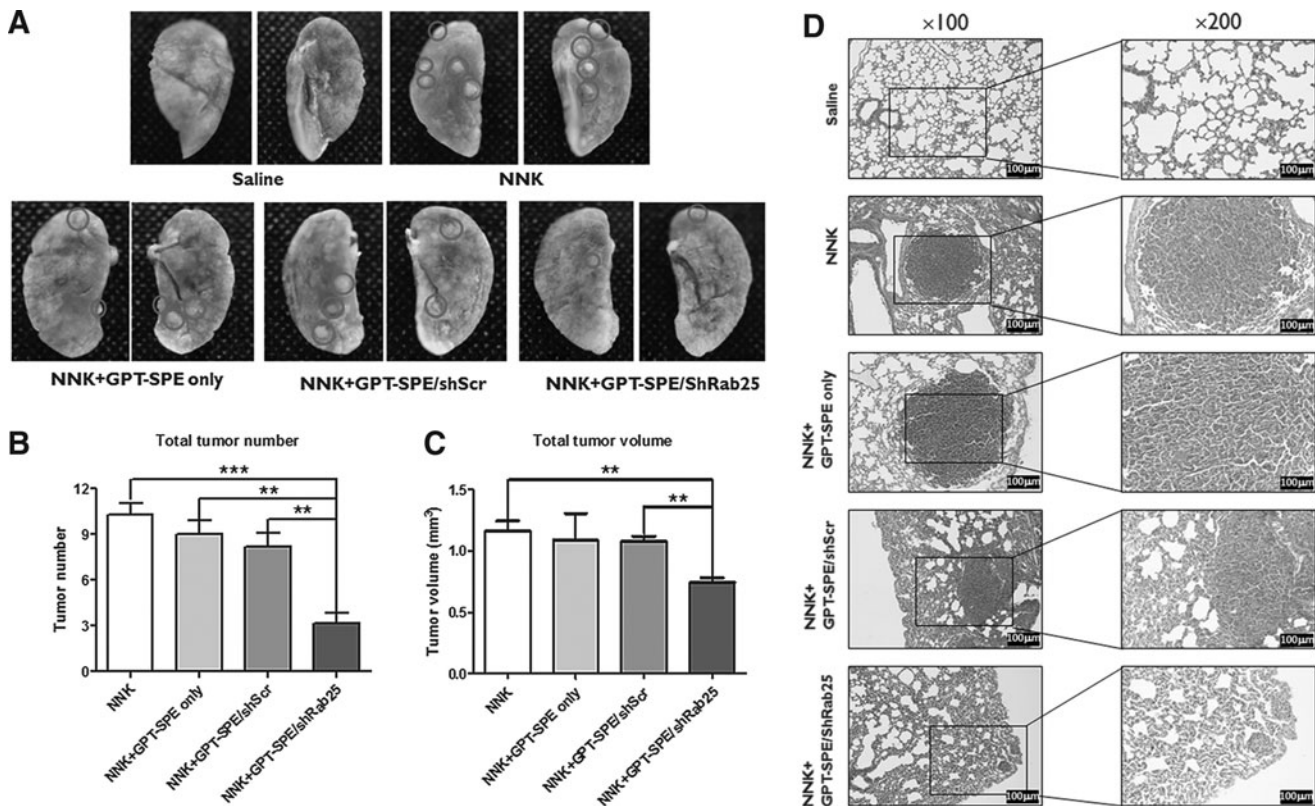 A
Saline
NNK
NNK+GPT-SPE only
NNK+GPT-SPE/shScr
NNK+GPT-SPE/ShRab25
B
Total tumor number
***
**
**
Tumor number
12
9
6
3
0
NNK
NNK+GPT-SPE only
NNK+GPT-SPE/shScr
NNK+GPT-SPE/shRab25
C
Total tumor volume
**
**
Tumor volume (mm³)
1.5
1.0
0.5
0.0
NNK
NNK+GPT-SPE only
NNK+GPT-SPE/shScr
NNK+GPT-SPE/shRab25
D
×100
×200
Saline
100μm
100μm
NNK
100μm
100μm
NNK+
GPT-SPE only
100μm
100μm
NNK+
GPT-SPE/shScr
100μm
100μm
NNK+
GPT-SPE/ShRab25
100μm
100μm